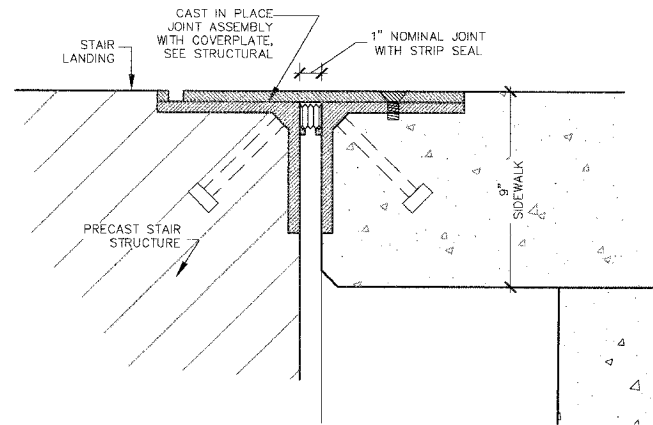 CAST IN PLACE
JOINT ASSEMBLY
WITH COVERPLATE,
SEE STRUCTURAL
1" NOMINAL JOINT
WITH STRIP SEAL
STAIR
LANDING
PRECAST STAIR
STRUCTURE
9"
SIDEWALK